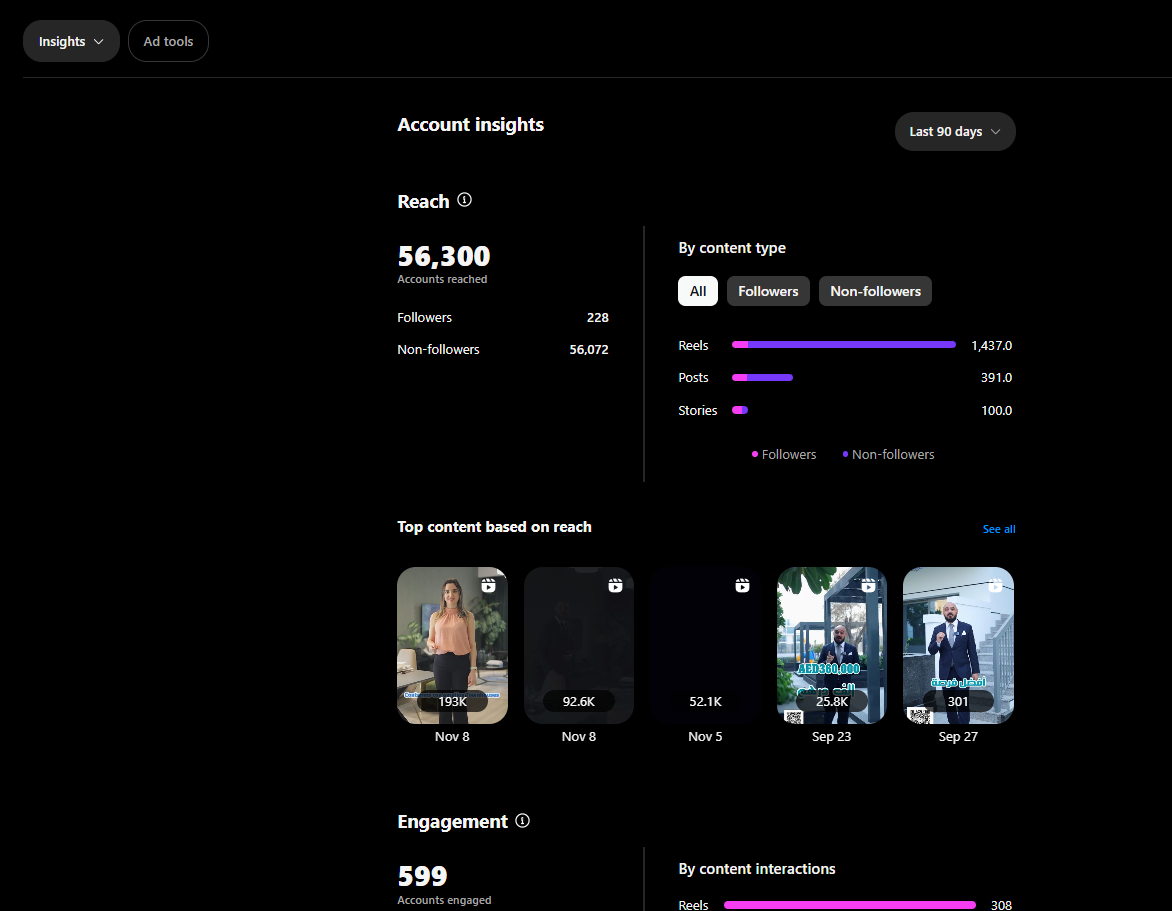 Insights
Ad tools
Account insights
Last 90 days
Reach
56,300
Accounts reached
Followers 228
Non-followers 56,072
By content type
All
Followers
Non-followers
Reels 1,437.0
Posts 391.0
Stories 100.0
Followers
Non-followers
Top content based on reach
See all
AED360,000
افضل فرصة
193K
92.6K
52.1K
25.8K
301
Nov 8
Nov 8
Nov 5
Sep 23
Sep 27
Engagement
599
Accounts engaged
By content interactions
Reels 308